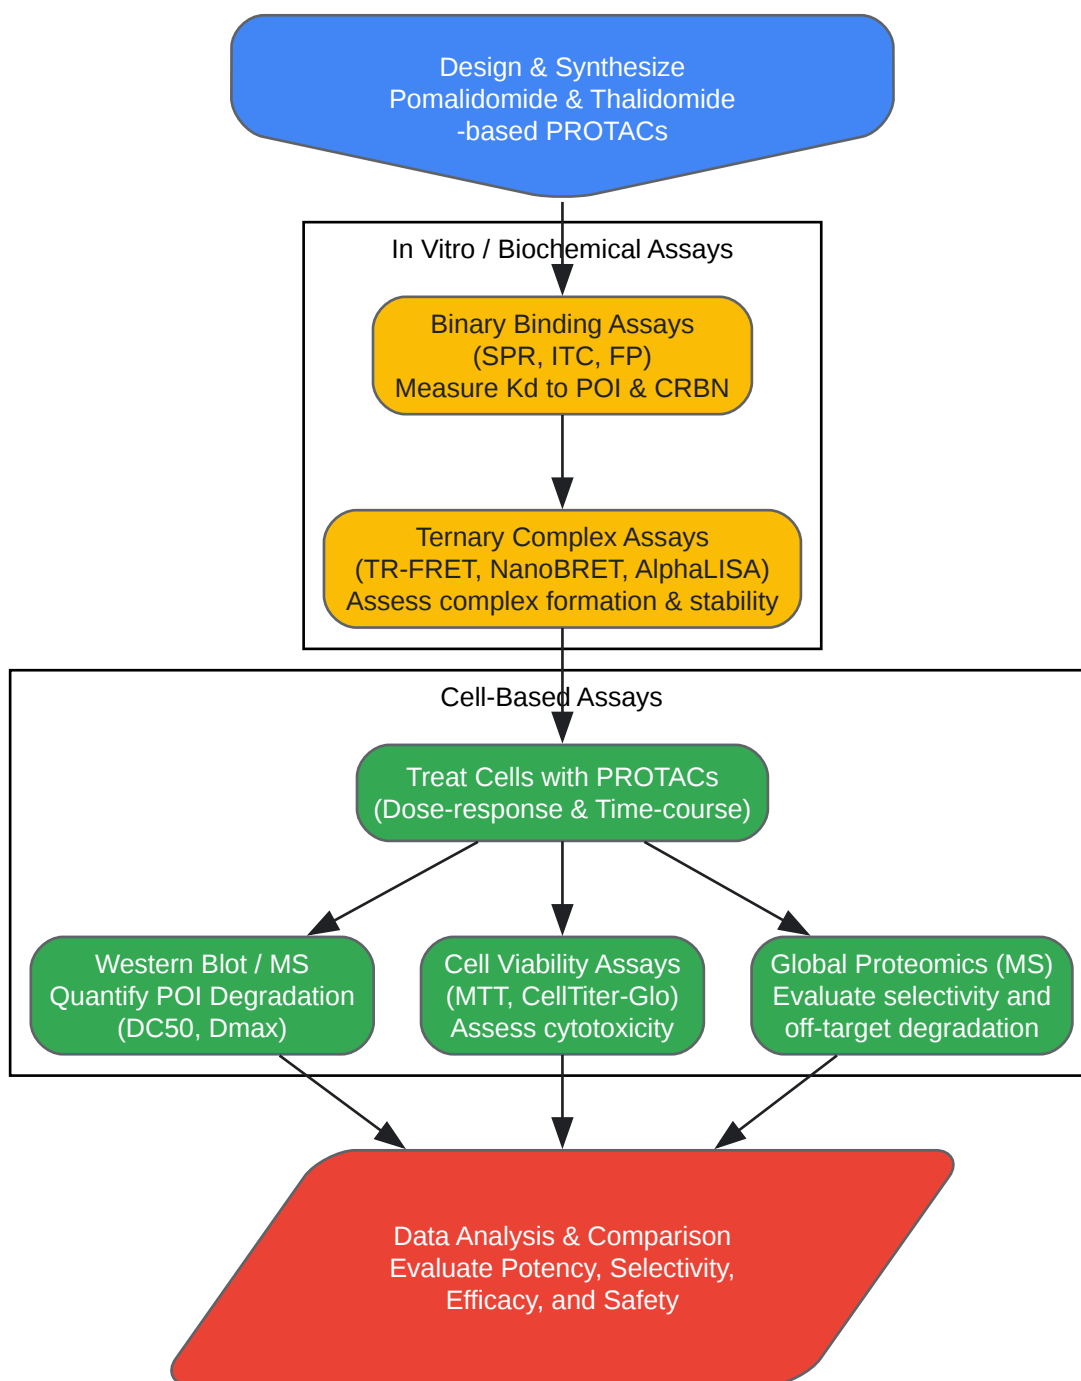 Design & Synthesize
Pomalidomide & Thalidomide
-based PROTACs
In Vitro / Biochemical Assays
Binary Binding Assays
(SPR, ITC, FP)
Measure Kd to POI & CRBN
Ternary Complex Assays
(TR-FRET, NanoBRET, AlphaLISA)
Assess complex formation & stability
Cell-Based Assays
Treat Cells with PROTACs
(Dose-response & Time-course)
Western Blot / MS
Quantify POI Degradation
(DC50, Dmax)
Cell Viability Assays
(MTT, CellTiter-Glo)
Assess cytotoxicity
Global Proteomics (MS)
Evaluate selectivity and
off-target degradation
Data Analysis & Comparison
Evaluate Potency, Selectivity,
Efficacy, and Safety